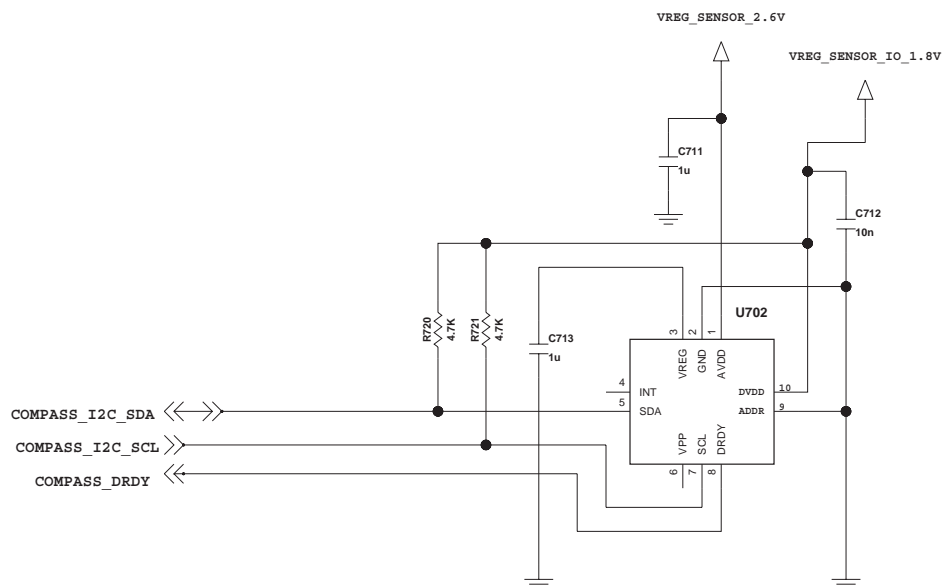 VREG_SENSOR_2.6V
VREG_SENSOR_IO_1.8V
C711
1u
C712
10n
R720
4.7K
R721
4.7K
C713
1u
U702
3
2
1
VREG
GND
AVDD
4
INT
5
SDA
DVDD
10
ADDR
9
VPP
SCL
DRDY
6
7
8
COMPASS_I2C_SDA
COMPASS_I2C_SCL
COMPASS_DRDY